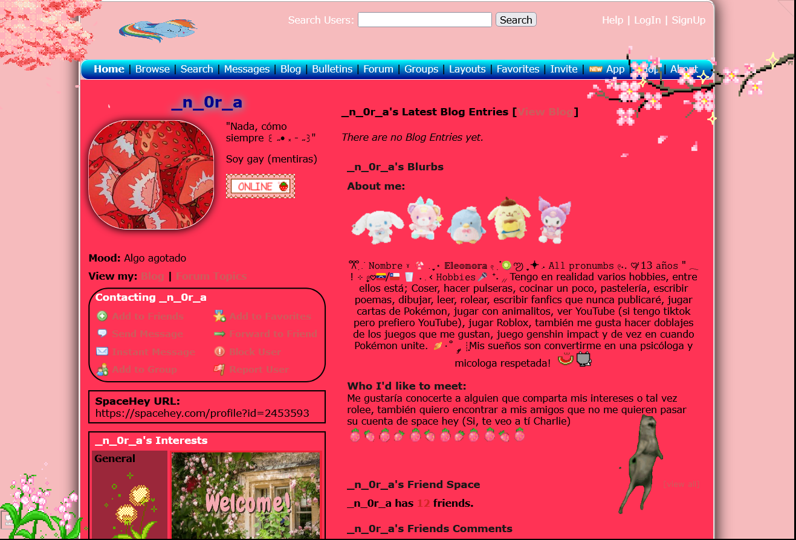 Search Users: Search Help | LogIn | SignUp
Home | Browse | Search | Messages | Blog | Bulletins | Forum | Groups | Layouts | Favorites | Invite | App | | About
_n_0r_a
"Nada, cómo
siempre
Soy gay (mentiras)
ONLINE
Mood: Algo agotado
View my: Blog | Forum Topics
Contacting _n_0r_a
Add to Friends Add to Favorites
Send Message Forward to Friend
Instant Message Block User
Add to Group Report User
SpaceHey URL:
https://spacehey.com/profile?id=2453593
_n_0r_a's Interests
General
Welcome!
_n_0r_a's Latest Blog Entries [View Blog]
There are no Blog Entries yet.
_n_0r_a's Blurbs
About me:
Nombre Eleonora All pronumbs 13 años "
Hobbies Tengo en realidad varios hobbies, entre
ellos está; Coser, hacer pulseras, cocinar un poco, pastelería, escribir
poemas, dibujar, leer, rolear, escribir fanfics que nunca publicaré, jugar
cartas de Pokémon, jugar con animalitos, ver YouTube (si tengo tiktok
pero prefiero YouTube), jugar Roblox, también me gusta hacer doblajes
de los juegos que me gustan, juego genshin impact y de vez en cuando
Pokémon unite. ¡Mis sueños son convertirme en una psicóloga y
micologa respetada!
Who I'd like to meet:
Me gustaría conocerte a alguien que comparta mis intereses o tal vez
rolee, también quiero encontrar a mis amigos que no me quieren pasar
su cuenta de space hey (Si, te veo a tí Charlie)
_n_0r_a's Friend Space
_n_0r_a has 12 friends.
_n_0r_a's Friends Comments